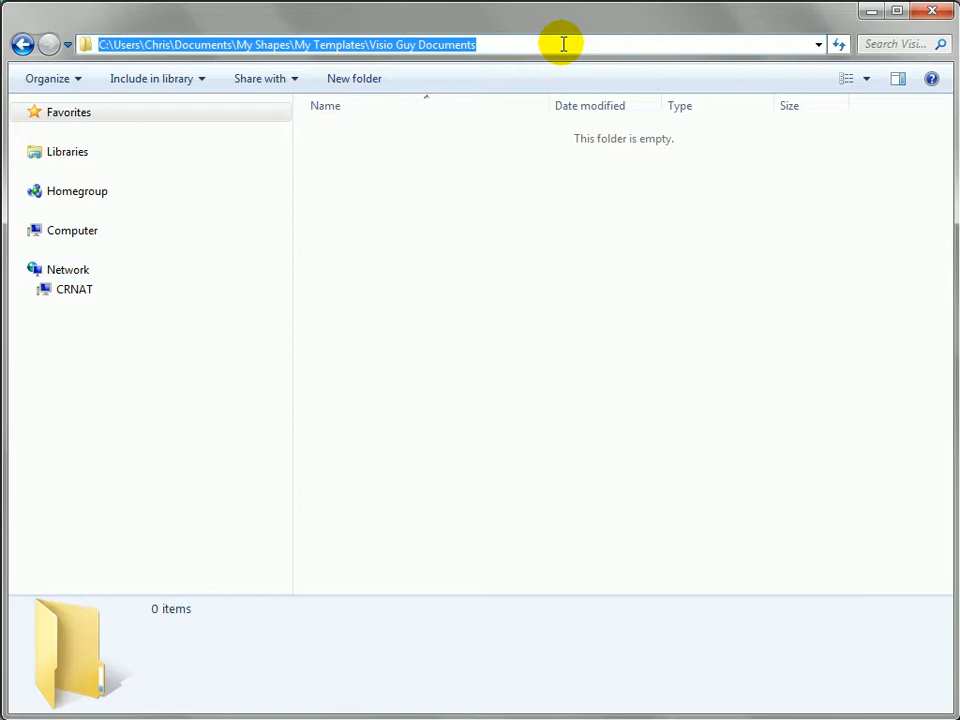 C:\Users\Chris\Documents\My Shapes\My Templates\Visio Guy Documents
Search Visi...
Organize
Include in library
Share with
New folder
Favorites
Libraries
Homegroup
Computer
Network
CRNAT
Name
Date modified
Type
Size
This folder is empty.
0 items